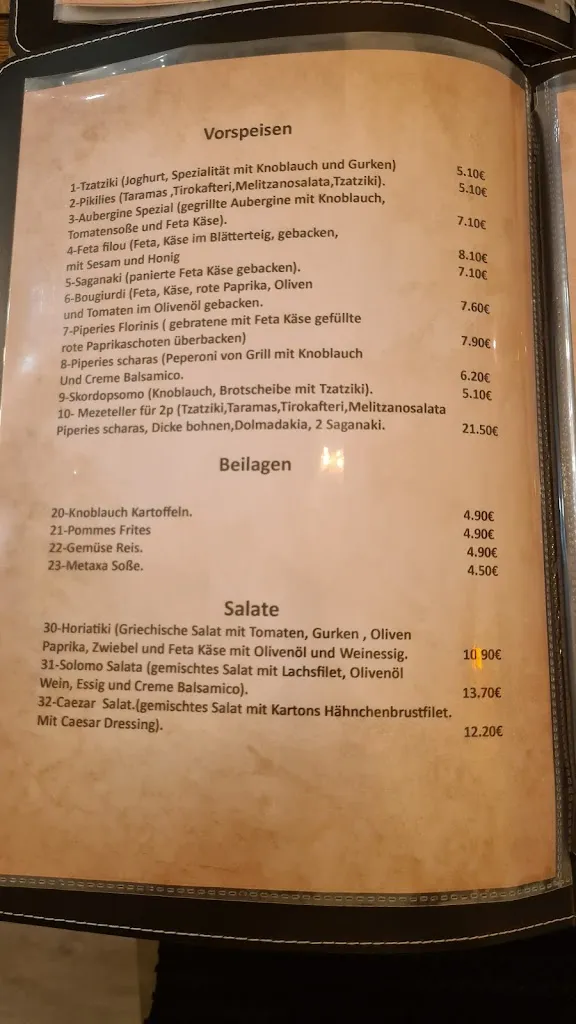 Vorspeisen
1-Tzatziki (Joghurt, Spezialität mit Knoblauch und Gurken) 5.10€
2-Pikilies (Taramas ,Tirokafteri,Melitzanosalata,Tzatziki). 5.10€
3-Aubergine Spezial (gegrillte Aubergine mit Knoblauch,
Tomatensoße und Feta Käse). 7.10€
4-Feta filou (Feta, Käse im Blätterteig, gebacken,
mit Sesam und Honig 8.10€
5-Saganaki (panierte Feta Käse gebacken). 7.10€
6-Bougiurdi (Feta, Käse, rote Paprika, Oliven
und Tomaten im Olivenöl gebacken. 7.60€
7-Piperies Florinis ( gebratene mit Feta Käse gefüllte
rote Paprikaschoten überbacken) 7.90€
8-Piperies scharas (Peperoni von Grill mit Knoblauch
Und Creme Balsamico. 6.20€
9-Skordopsomo (Knoblauch, Brotscheibe mit Tzatziki). 5.10€
10- Mezeteller für 2p (Tzatziki,Taramas,Tirokafteri,Melitzanosalata
Piperies scharas, Dicke bohnen,Dolmadakia, 2 Saganaki. 21.50€
Beilagen
20-Knoblauch Kartoffeln. 4.90€
21-Pommes Frites 4.90€
22-Gemüse Reis. 4.90€
23-Metaxa Soße. 4.50€
Salate
30-Horiatiki (Griechische Salat mit Tomaten, Gurken , Oliven
Paprika, Zwiebel und Feta Käse mit Olivenöl und Weinessig. 10.90€
31-Solomo Salata (gemischtes Salat mit Lachsfilet, Olivenöl
Wein, Essig und Creme Balsamico). 13.70€
32-Caezar Salat.(gemischtes Salat mit Kartons Hähnchenbrustfilet.
Mit Caesar Dressing). 12.20€